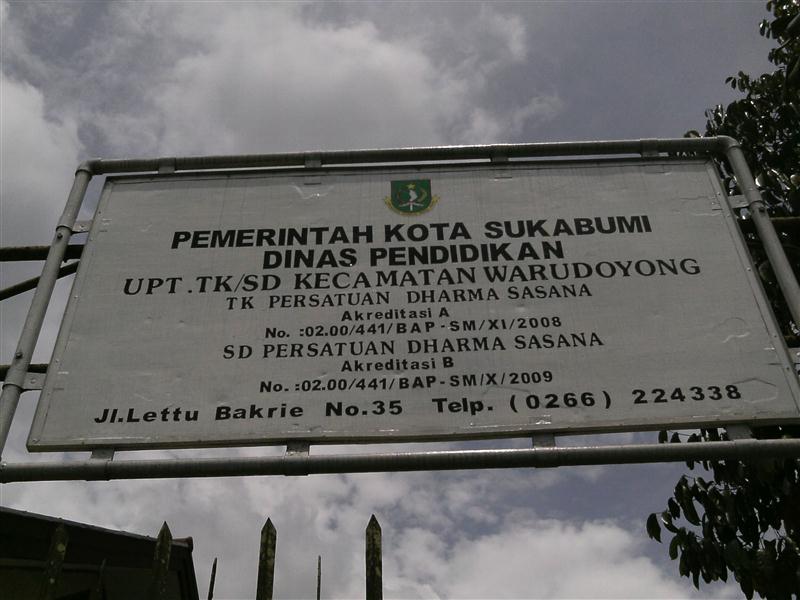 PEMERINTAH KOTA SUKABUMI
DINAS PENDIDIKAN
UPT.TK/SD KECAMATAN WARUDOYONG
TK PERSATUAN DHARMA SASANA
Akreditasi A
No. :02.00/441/BAP-SM/XI/2008
SD PERSATUAN DHARMA SASANA
Akreditasi B
No. :02.00/441/BAP-SM/X/2009
Jl.Lettu Bakrie No.35 Telp. (0266) 224338